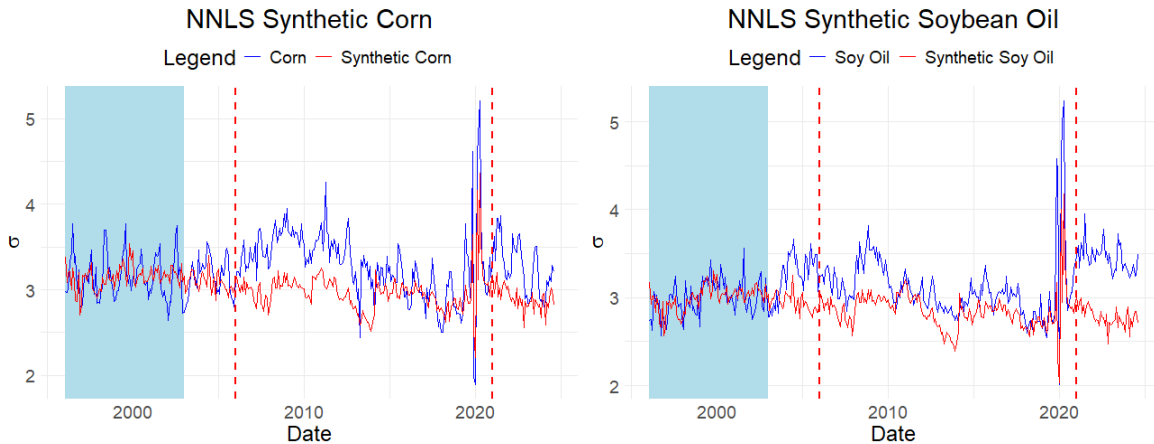 NNLS Synthetic Corn
Legend Corn Synthetic Corn
5
4
3
2
σ
2000 2010 2020
Date
NNLS Synthetic Soybean Oil
Legend Soy Oil Synthetic Soy Oil
5
4
3
2
σ
2000 2010 2020
Date